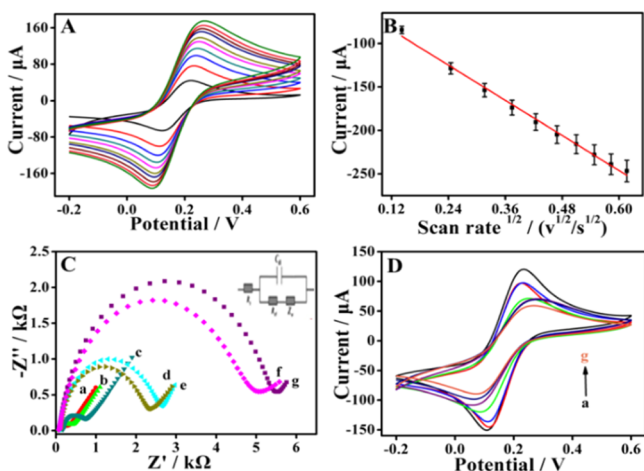 A
Current / μA
160
80
0
-80
-160
-0.2
0.0
0.2
0.4
0.6
Potential / V
B
Current / μA
-100
-150
-200
-250
0.12
0.24
0.36
0.48
0.60
Scan rate 1/2 / (v1/2/s1/2)
C
-Z'' / kΩ
2.5
2.0
1.5
1.0
0.5
0.0
0
1
2
3
4
5
6
7
Z' / kΩ
a
b
c
d
e
f
g
D
Current / μA
150
100
50
0
-50
-100
-150
-0.2
0.0
0.2
0.4
0.6
Potential / V
g
a